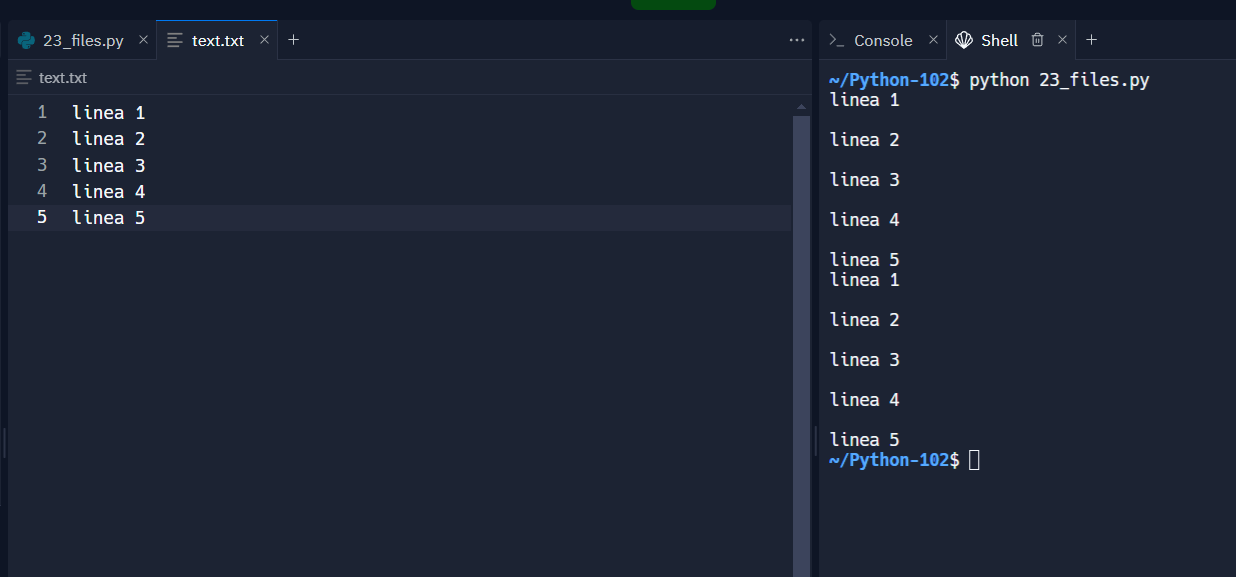 23_files.py
text.txt
Console
Shell
text.txt
1 linea 1
2 linea 2
3 linea 3
4 linea 4
5 linea 5
~/Python-102$ python 23_files.py
linea 1
linea 2
linea 3
linea 4
linea 5
linea 1
linea 2
linea 3
linea 4
linea 5
~/Python-102$